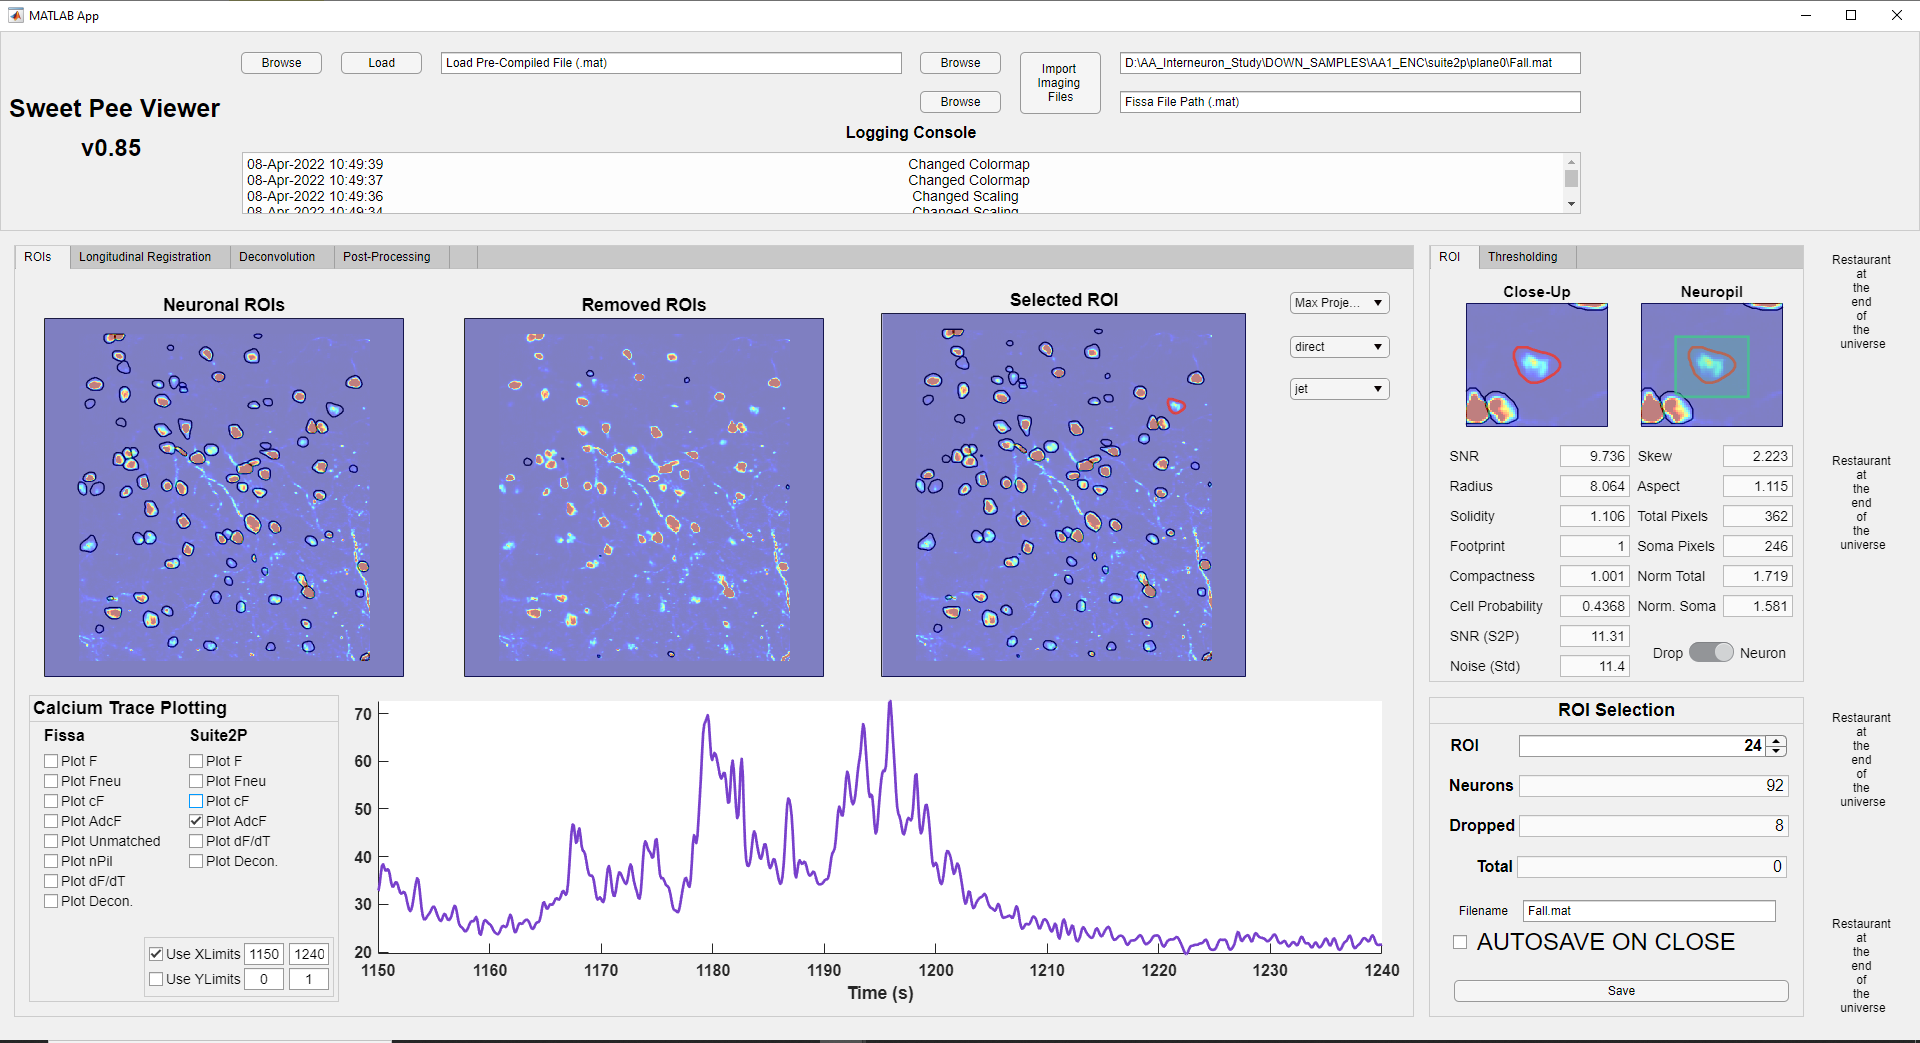 MATLAB App
Browse
Load
Load Pre-Compiled File (.mat)
Browse
Import
Imaging
Files
D:\AA_Interneuron_Study\DOWN_SAMPLES\AA1_ENC\suite2p\plane0\Fall.mat
Browse
Fissa File Path (.mat)
Sweet Pee Viewer
v0.85
Logging Console
08-Apr-2022 10:49:39 Changed Colormap
08-Apr-2022 10:49:37 Changed Colormap
08-Apr-2022 10:49:36 Changed Scaling
08-Apr-2022 10:49:34 Changed Scaling
ROIs
Longitudinal Registration
Deconvolution
Post-Processing
Neuronal ROIs
Removed ROIs
Selected ROI
Max Proje...
direct
jet
Calcium Trace Plotting
Fissa
Plot F
Plot Fneu
Plot cF
Plot AdcF
Plot Unmatched
Plot nPil
Plot dF/dT
Plot Decon.
Suite2P
Plot F
Plot Fneu
Plot cF
Plot AdcF
Plot dF/dT
Plot Decon.
Use XLimits 1150 1240
Use YLimits 0 1
70
60
50
40
30
20
1150 1160 1170 1180 1190 1200 1210 1220 1230 1240
Time (s)
ROI
Thresholding
Close-Up
Neuropil
SNR 9.736 Skew 2.223
Radius 8.064 Aspect 1.115
Solidity 1.106 Total Pixels 362
Footprint 1 Soma Pixels 246
Compactness 1.001 Norm Total 1.719
Cell Probability 0.4368 Norm. Soma 1.581
SNR (S2P) 11.31
Noise (Std) 11.4
Drop Neuron
ROI Selection
ROI 24
Neurons 92
Dropped 8
Total 0
Filename Fall.mat
AUTOSAVE ON CLOSE
Save
Restaurant
at
the
end
of
the
universe
Restaurant
at
the
end
of
the
universe
Restaurant
at
the
end
of
the
universe
Restaurant
at
the
end
of
the
universe